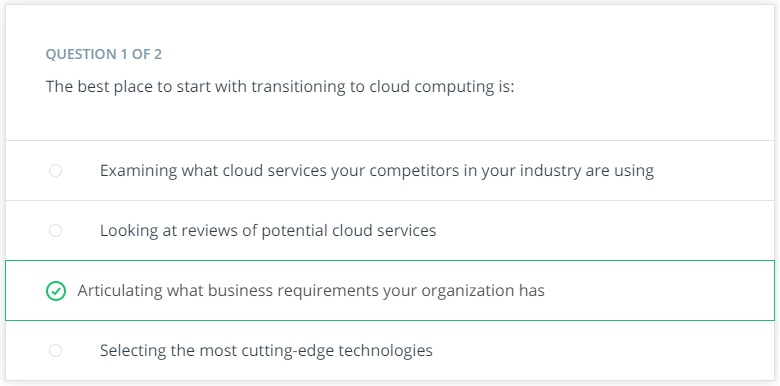 QUESTION 1 OF 2
The best place to start with transitioning to cloud computing is:
Examining what cloud services your competitors in your industry are using
Looking at reviews of potential cloud services
Articulating what business requirements your organization has
Selecting the most cutting-edge technologies